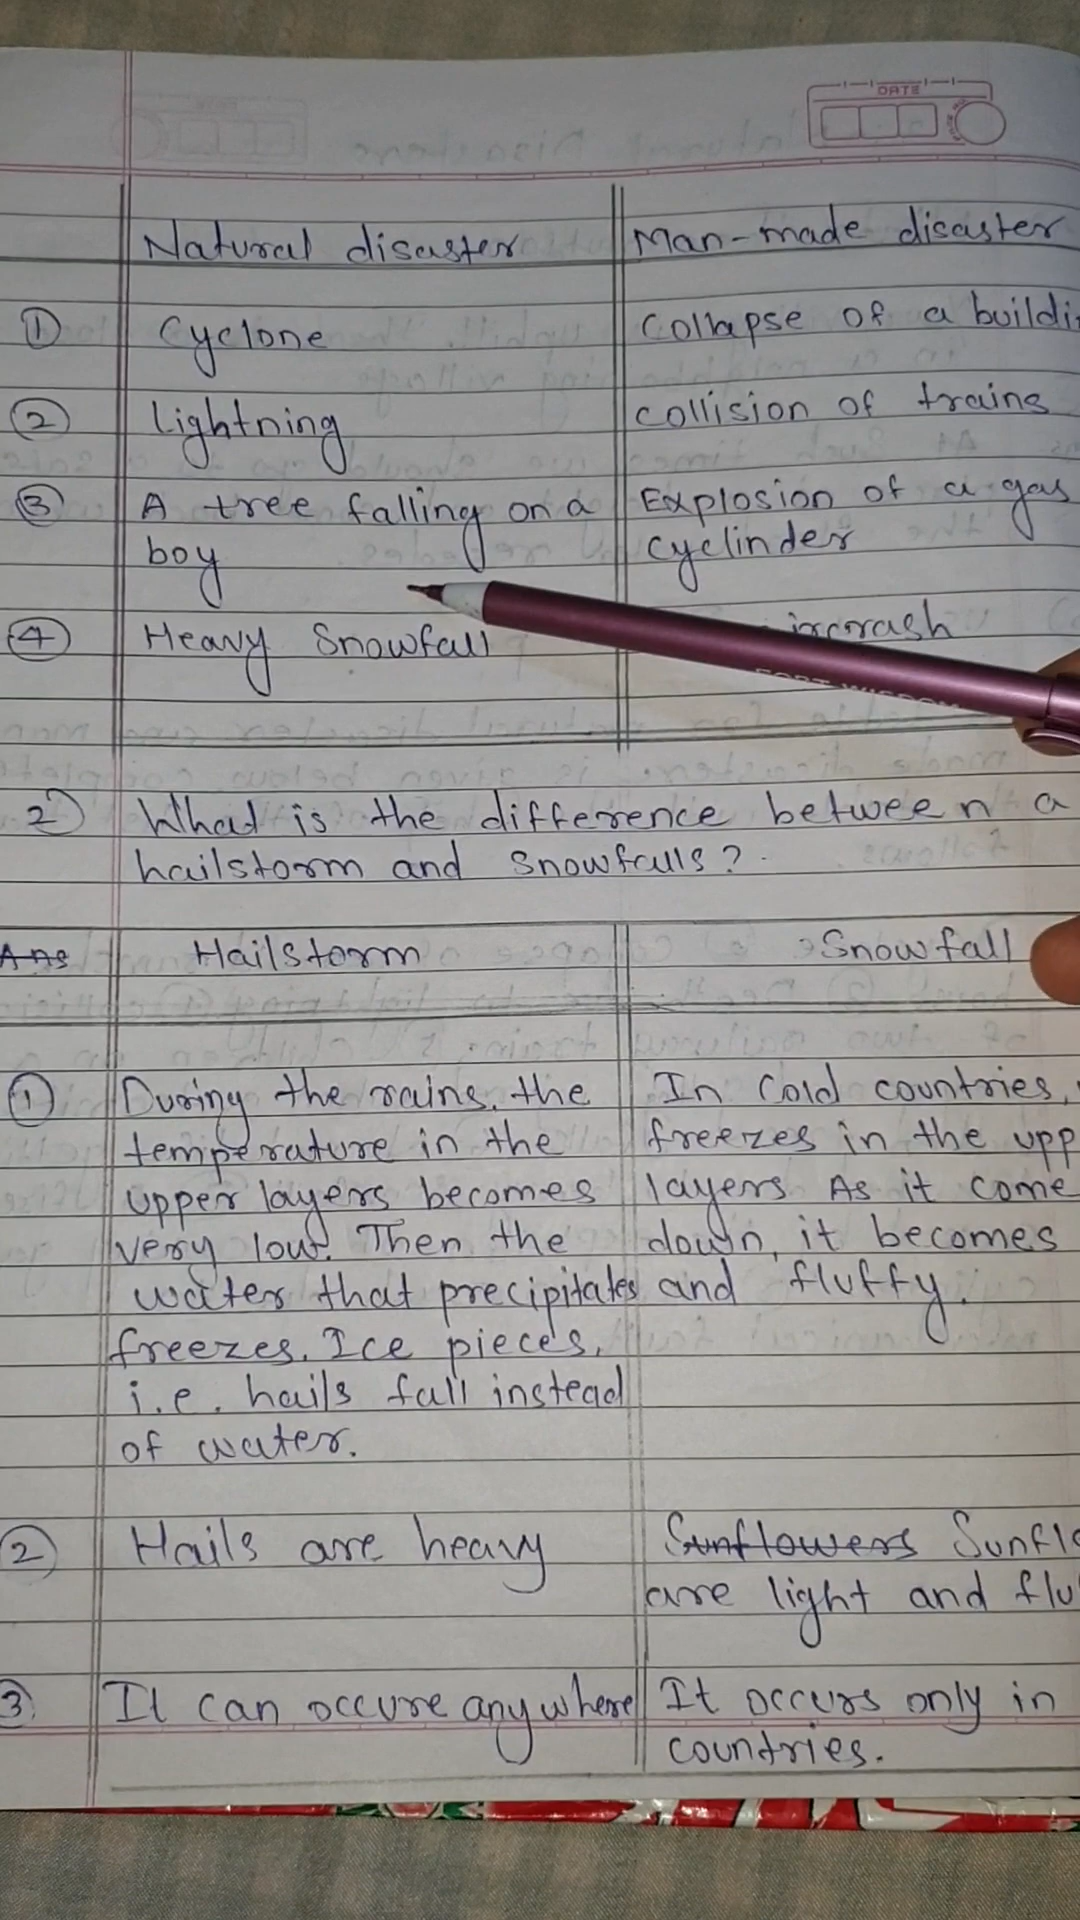 DATE
Natural disaster Man-made disaster
① Cyclone Collapse of a buildi
② Lightning Collision of trains
③ A tree falling on a Explosion of a gas
boy cyclinder
④ Heavy Snowfall ircrash
2) What is the difference between a
hailstorm and snowfalls?
Ans Hailstorm Snowfall
① During the rains, the In Cold countries,
temperature in the freezes in the upp
upper layers becomes layers As it come
very low. Then the down, it becomes
water that precipitates and fluffy.
freezes. Ice pieces,
i.e. hails fall instead
of water.
② Hails are heavy Sunflowers Sunflo
are light and flu
③ It can occure anywhere It occurs only in
countries.